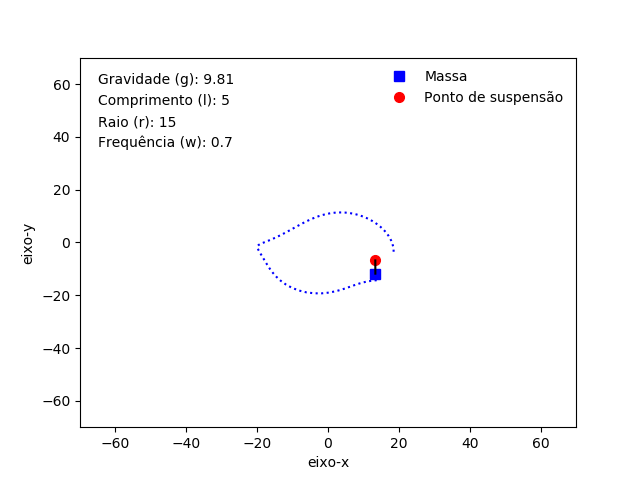 Gravidade (g): 9.81
Comprimento (l): 5
Raio (r): 15
Frequência (w): 0.7
Massa
Ponto de suspensão
eixo-y
60
40
20
0
−20
−40
−60
−60
−40
−20
0
20
40
60
eixo-x